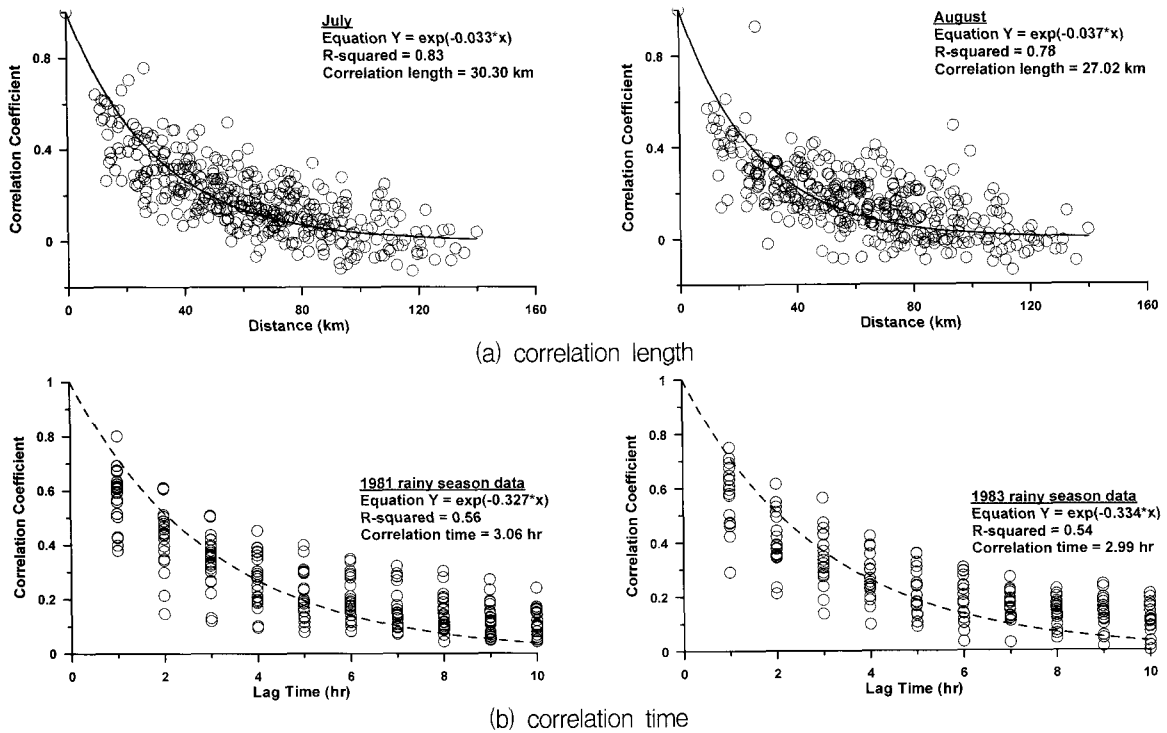 July
Equation Y = exp(-0.033*x)
R-squared = 0.83
Correlation length = 30.30 km
Correlation Coefficient
0.8
0.4
0
0 40 80 120 160
Distance (km)
August
Equation Y = exp(-0.037*x)
R-squared = 0.78
Correlation length = 27.02 km
Correlation Coefficient
0.8
0.4
0
0 40 80 120 160
Distance (km)
(a) correlation length
1981 rainy season data
Equation Y = exp(-0.327*x)
R-squared = 0.56
Correlation time = 3.06 hr
Correlation Coefficient
1
0.8
0.6
0.4
0.2
0
0 2 4 6 8 10
Lag Time (hr)
1983 rainy season data
Equation Y = exp(-0.334*x)
R-squared = 0.54
Correlation time = 2.99 hr
Correlation Coefficient
1
0.8
0.6
0.4
0.2
0
0 2 4 6 8 10
Lag Time (hr)
(b) correlation time